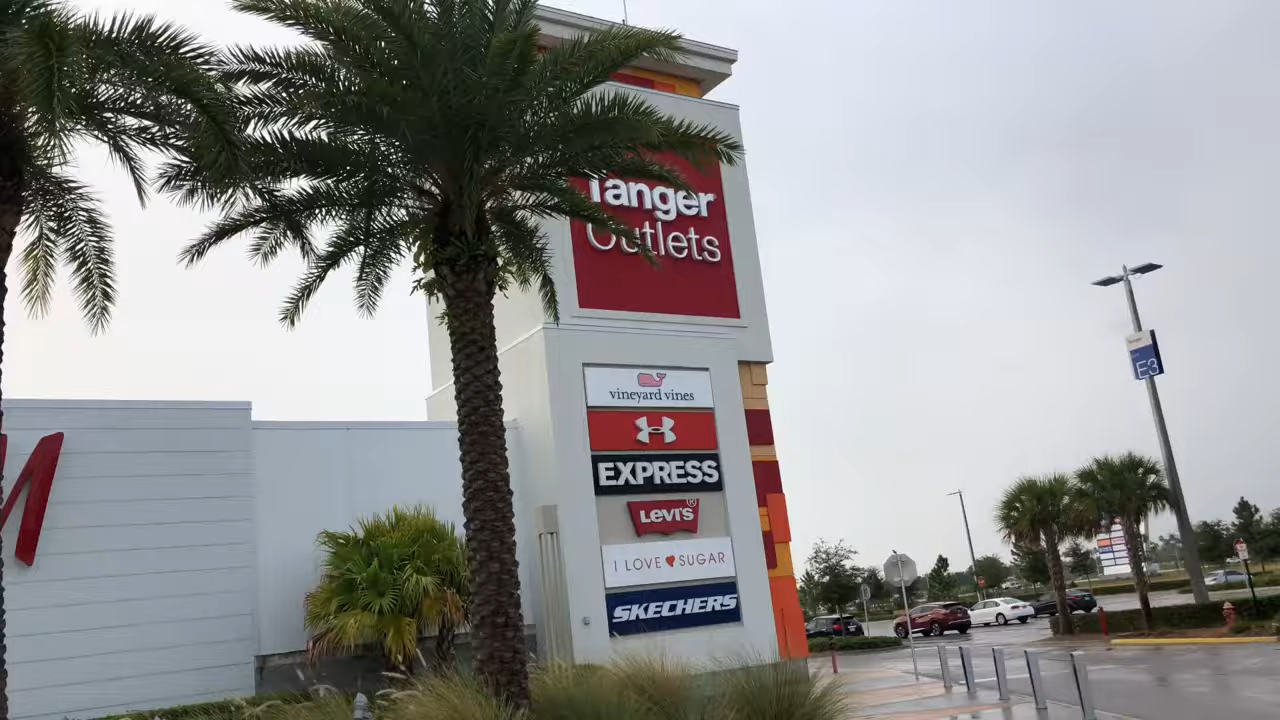 Tanger
Outlets
vineyard vines
EXPRESS
LEVI'S
I LOVE SUGAR
SKECHERS
E3